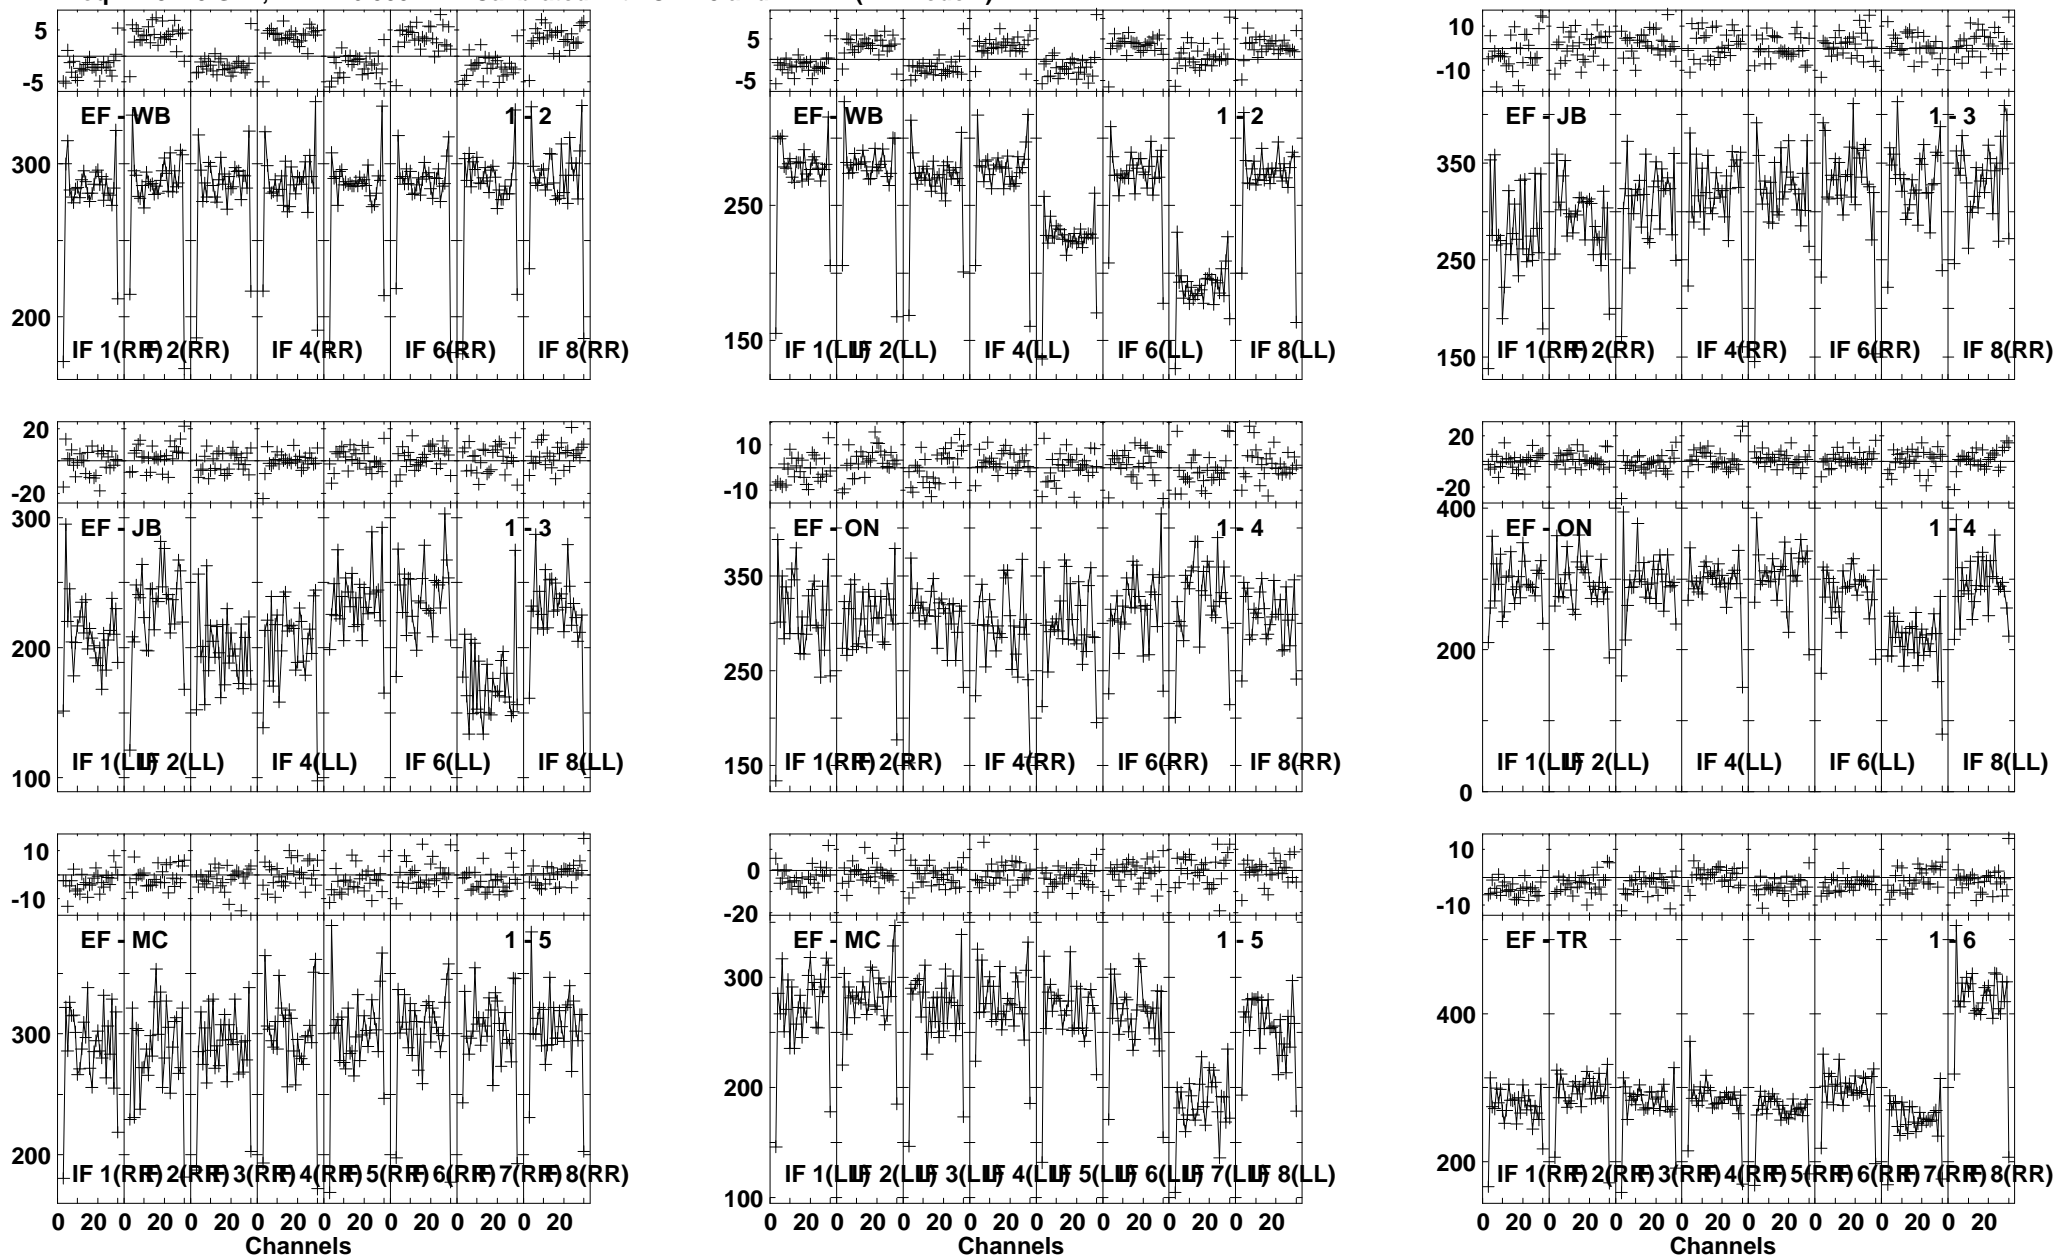 5
-5
EF - WB 1 - 2
300
200
IF 1(RR) IF 2(RR) IF 4(RR) IF 6(RR) IF 8(RR)
5
-5
EF - WB 1 - 2
250
150
IF 1(LL) IF 2(LL) IF 4(LL) IF 6(LL) IF 8(LL)
10
-10
EF - JB 1 - 3
350
250
150
IF 1(RR) IF 2(RR) IF 4(RR) IF 6(RR) IF 8(RR)
20
-20
300
EF - JB 1 - 3
200
100
IF 1(LL) IF 2(LL) IF 4(LL) IF 6(LL) IF 8(LL)
10
-10
EF - ON 1 - 4
350
250
150
IF 1(RR) IF 2(RR) IF 4(RR) IF 6(RR) IF 8(RR)
20
-20
400
EF - ON 1 - 4
200
0
IF 1(LL) IF 2(LL) IF 4(LL) IF 6(LL) IF 8(LL)
10
-10
EF - MC 1 - 5
300
200
IF 1(RR) IF 2(RR) IF 3(RR) IF 4(RR) IF 5(RR) IF 6(RR) IF 7(RR) IF 8(RR)
0 20 0 20 0 20 0 20 0 20 0 20 0 20 0 20
Channels
0
-20
EF - MC 1 - 5
300
200
100
IF 1(LL) IF 2(LL) IF 3(LL) IF 4(LL) IF 5(LL) IF 6(LL) IF 7(LL) IF 8(LL)
0 20 0 20 0 20 0 20 0 20 0 20 0 20 0 20
Channels
10
-10
EF - TR 1 - 6
400
200
IF 1(RR) IF 2(RR) IF 3(RR) IF 4(RR) IF 5(RR) IF 6(RR) IF 7(RR) IF 8(RR)
0 20 0 20 0 20 0 20 0 20 0 20 0 20 0 20
Channels